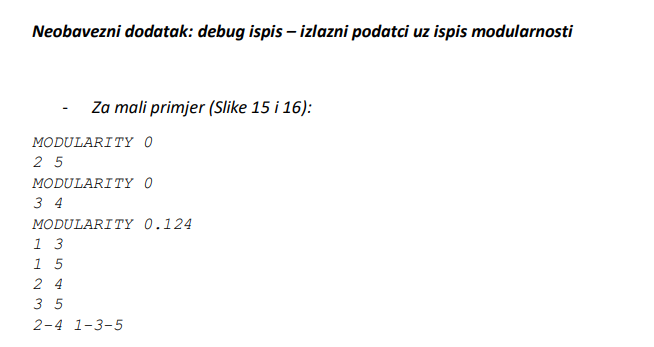 Neobavezni dodatak: debug ispis – izlazni podatci uz ispis modularnosti
- Za mali primjer (Slike 15 i 16):
MODULARITY 0
2 5
MODULARITY 0
3 4
MODULARITY 0.124
1 3
1 5
2 4
3 5
2-4 1-3-5